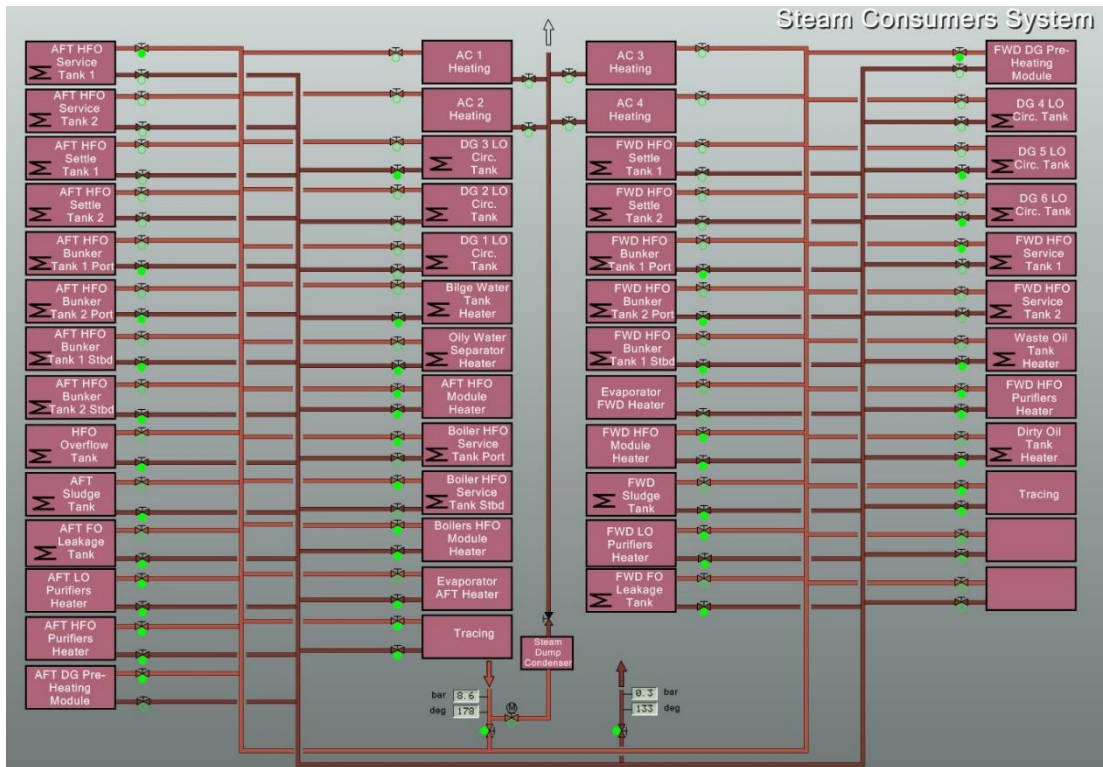 Steam Consumers System
AFT HFO
Service
Tank 1
AFT HFO
Service
Tank 2
AFT HFO
Settle
Tank 1
AFT HFO
Settle
Tank 2
AFT HFO
Bunker
Tank 1 Port
AFT HFO
Bunker
Tank 2 Port
AFT HFO
Bunker
Tank 1 Stbd
AFT HFO
Bunker
Tank 2 Stbd
HFO
Overflow
Tank
AFT
Sludge
Tank
AFT FO
Leakage
Tank
AFT LO
Purifiers
Heater
AFT HFO
Purifiers
Heater
AFT DG Pre-
Heating
Module
AC 1
Heating
AC 2
Heating
DG 3 LO
Circ.
Tank
DG 2 LO
Circ.
Tank
DG 1 LO
Circ.
Tank
Bilge Water
Tank
Heater
Oily Water
Separator
Heater
AFT HFO
Module
Heater
Boiler HFO
Service
Tank Port
Boiler HFO
Service
Tank Stbd
Boilers HFO
Module
Heater
Evaporator
AFT Heater
Tracing
Steam
Dump
Condenser
bar 8.6
deg 178
M
0.3 bar
133 deg
AC 3
Heating
AC 4
Heating
FWD HFO
Settle
Tank 1
FWD HFO
Settle
Tank 2
FWD HFO
Bunker
Tank 1 Port
FWD HFO
Bunker
Tank 2 Port
FWD HFO
Bunker
Tank 1 Stbd
Evaporator
FWD Heater
FWD HFO
Module
Heater
FWD
Sludge
Tank
FWD LO
Purifiers
Heater
FWD FO
Leakage
Tank
FWD DG Pre-
Heating
Module
DG 4 LO
Circ. Tank
DG 5 LO
Circ. Tank
DG 6 LO
Circ. Tank
FWD HFO
Service
Tank 1
FWD HFO
Service
Tank 2
Waste Oil
Tank
Heater
FWD HFO
Purifiers
Heater
Dirty Oil
Tank
Heater
Tracing